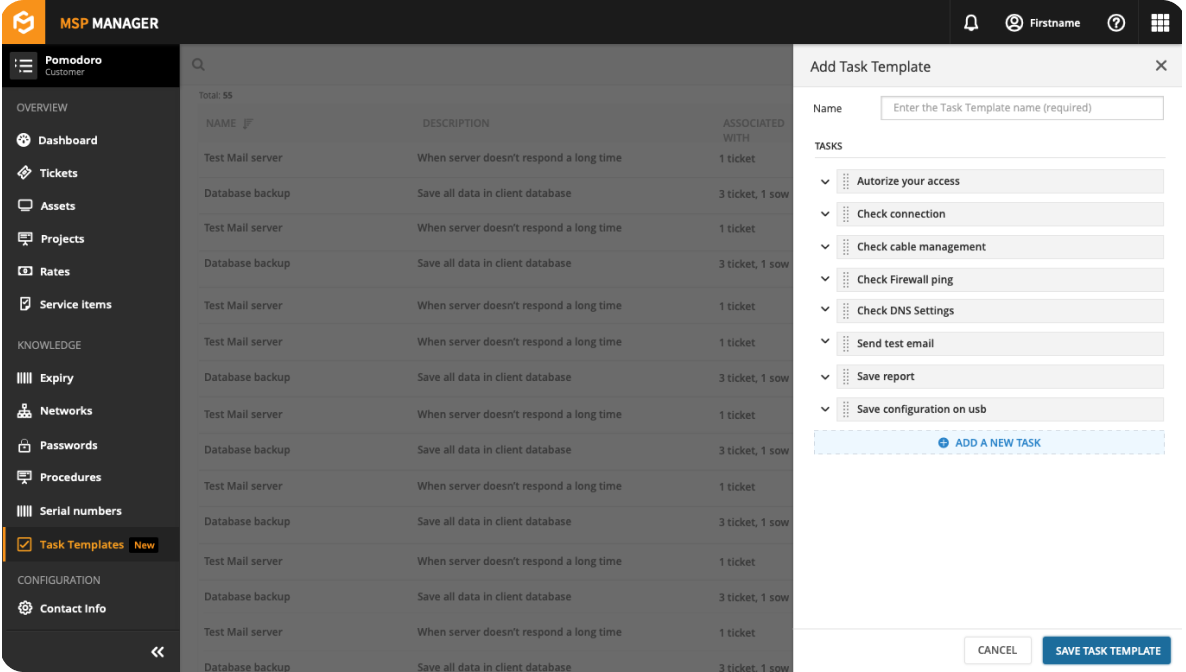 MSP MANAGER
Firstname
Pomodoro
Customer
OVERVIEW
Dashboard
Tickets
Assets
Projects
Rates
Service items
KNOWLEDGE
Expiry
Networks
Passwords
Procedures
Serial numbers
Task Templates New
CONFIGURATION
Contact Info
Total: 55
NAME DESCRIPTION ASSOCIATED
WITH
Test Mail server When server doesn't respond a long time 1 ticket
Database backup Save all data in client database 3 ticket, 1 sow
Test Mail server When server doesn't respond a long time 1 ticket
Database backup Save all data in client database 3 ticket, 1 sow
Test Mail server When server doesn't respond a long time 1 ticket
Test Mail server When server doesn't respond a long time 1 ticket
Database backup Save all data in client database 3 ticket, 1 sow
Test Mail server When server doesn't respond a long time 1 ticket
Database backup Save all data in client database 3 ticket, 1 sow
Test Mail server When server doesn't respond a long time 1 ticket
Database backup Save all data in client database 3 ticket, 1 sow
Test Mail server When server doesn't respond a long time 1 ticket
Database backup Save all data in client database 3 ticket, 1 sow
Test Mail server When server doesn't respond a long time 1 ticket
Database backup Save all data in client database 3 ticket, 1 sow
Add Task Template
Name Enter the Task Template name (required)
TASKS
Autorize your access
Check connection
Check cable management
Check Firewall ping
Check DNS Settings
Send test email
Save report
Save configuration on usb
ADD A NEW TASK
CANCEL SAVE TASK TEMPLATE